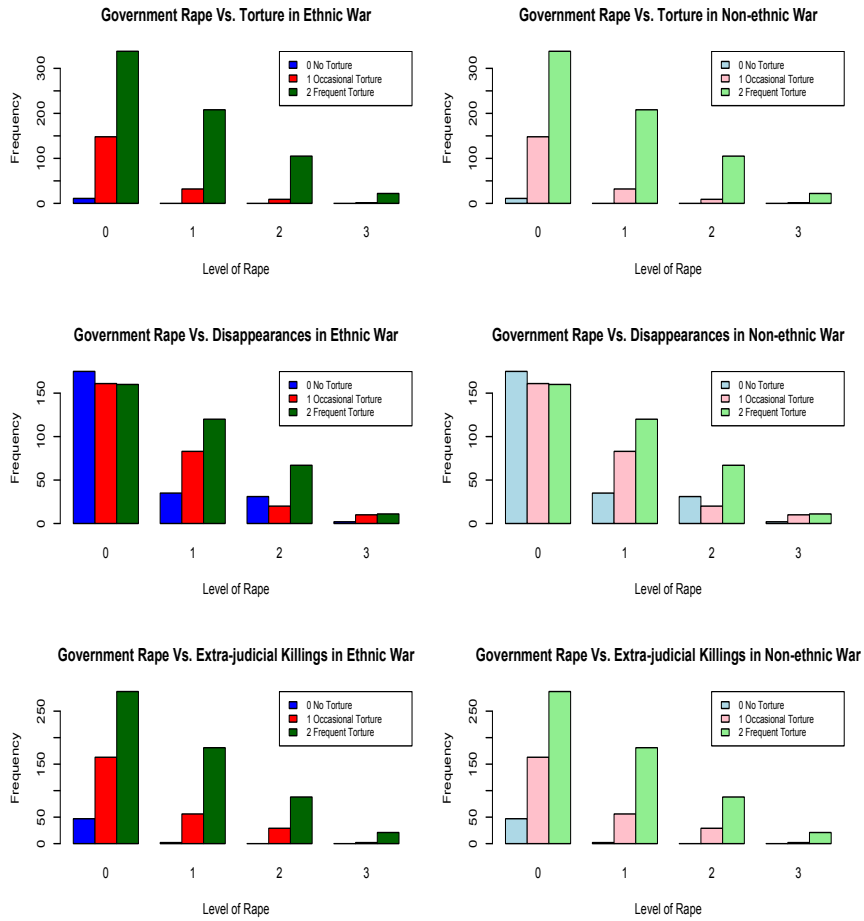 Government Rape Vs. Torture in Ethnic War
0 No Torture
1 Occasional Torture
2 Frequent Torture
Frequency
0
100
200
300
0 1 2 3
Level of Rape
Government Rape Vs. Torture in Non-ethnic War
0 No Torture
1 Occasional Torture
2 Frequent Torture
Frequency
0
100
200
300
0 1 2 3
Level of Rape
Government Rape Vs. Disappearances in Ethnic War
0 No Torture
1 Occasional Torture
2 Frequent Torture
Frequency
0
50
100
150
0 1 2 3
Level of Rape
Government Rape Vs. Disappearances in Non-ethnic War
0 No Torture
1 Occasional Torture
2 Frequent Torture
Frequency
0
50
100
150
0 1 2 3
Level of Rape
Government Rape Vs. Extra-judicial Killings in Ethnic War
0 No Torture
1 Occasional Torture
2 Frequent Torture
Frequency
0
50
150
250
0 1 2 3
Level of Rape
Government Rape Vs. Extra-judicial Killings in Non-ethnic War
0 No Torture
1 Occasional Torture
2 Frequent Torture
Frequency
0
50
150
250
0 1 2 3
Level of Rape